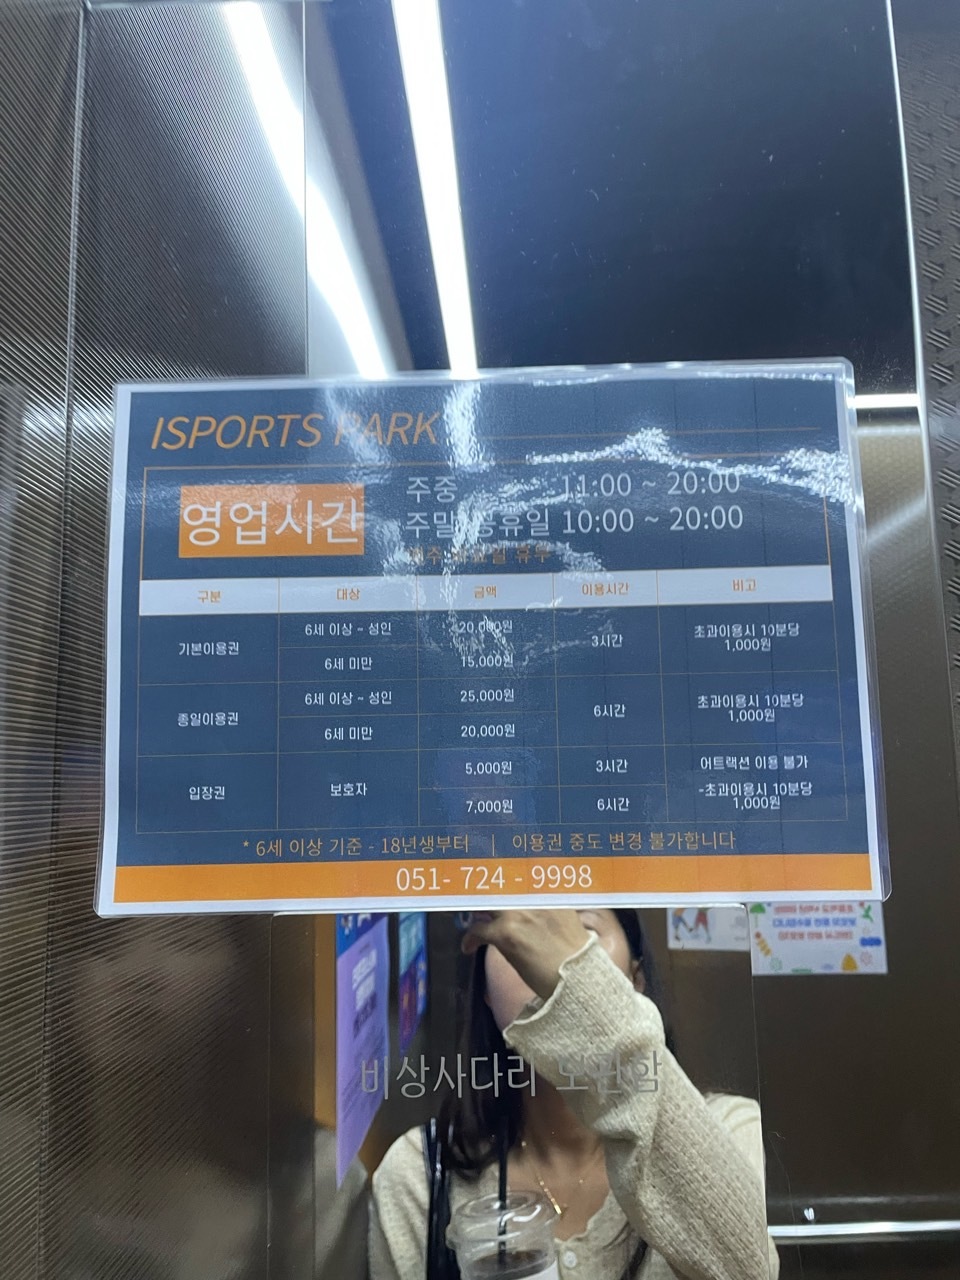 ISPORTS PARK
영업시간
주중 11:00 ~ 20:00
주말 공휴일 10:00 ~ 20:00
구분 대상 금액 이용시간 비고
기본이용권 6세 이상 ~ 성인 20,000원 3시간 초과이용시 10분당
1,000원
6세 미만 15,000원
종일이용권 6세 이상 ~ 성인 25,000원 6시간 초과이용시 10분당
1,000원
6세 미만 20,000원
입장권 보호자 5,000원 3시간 어트랙션 이용 불가
7,000원 6시간 -초과이용시 10분당
1,000원
* 6세 이상 기준 - 18년생부터 | 이용권 중도 변경 불가합니다
051- 724 - 9998
비상사다리 보관함